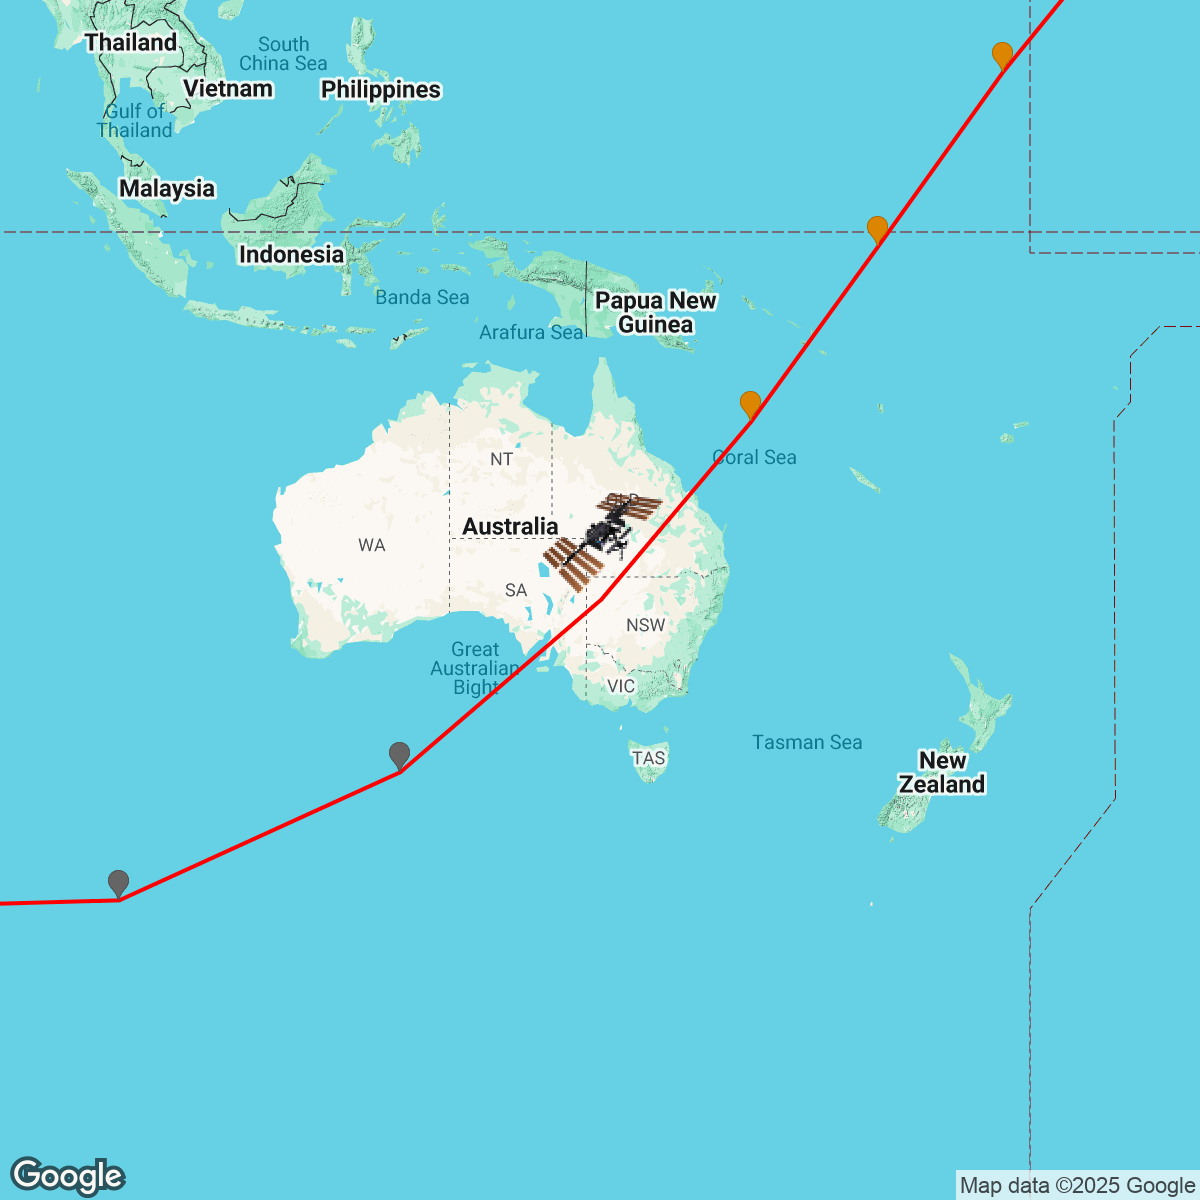 Thailand
South
China Sea
Vietnam
Philippines
Gulf of
Thailand
Malaysia
Indonesia
Banda Sea
Papua New
Guinea
Arafura Sea
NT
Coral Sea
QLD
Australia
WA
SA
NSW
Great
Australian
Bight
VIC
TAS
Tasman Sea
New
Zealand
Google
Map data ©2025 Google